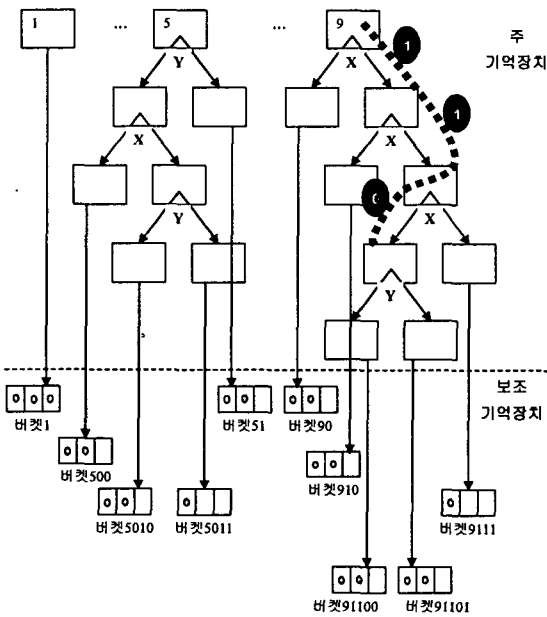 1 ... 5 ... 9
주
기억장치
1
Y X
1
X X
Y X
Y
보조
기억장치
o o o
버켓1
o o
버켓51
o o
버켓90
o o
버켓500
o o
버켓910
o o
버켓5010
o
버켓5011
o
버켓9111
o o
버켓91100
o o
버켓91101